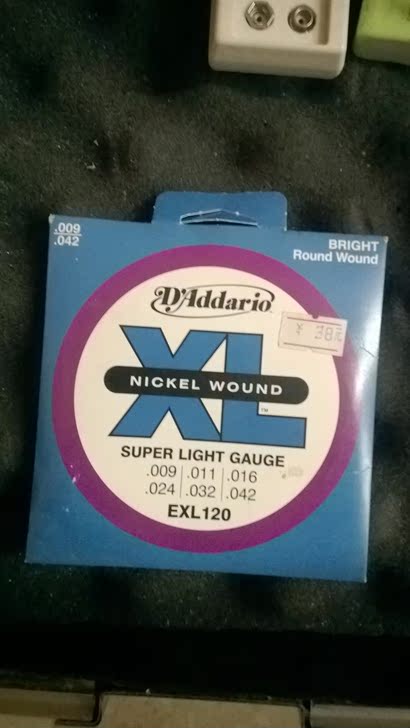 .009
.042
BRIGHT
Round Wound
D'Addario
XL
NICKEL WOUND
™
SUPER LIGHT GAUGE
.009 .011 .016
.024 .032 .042
EXL120